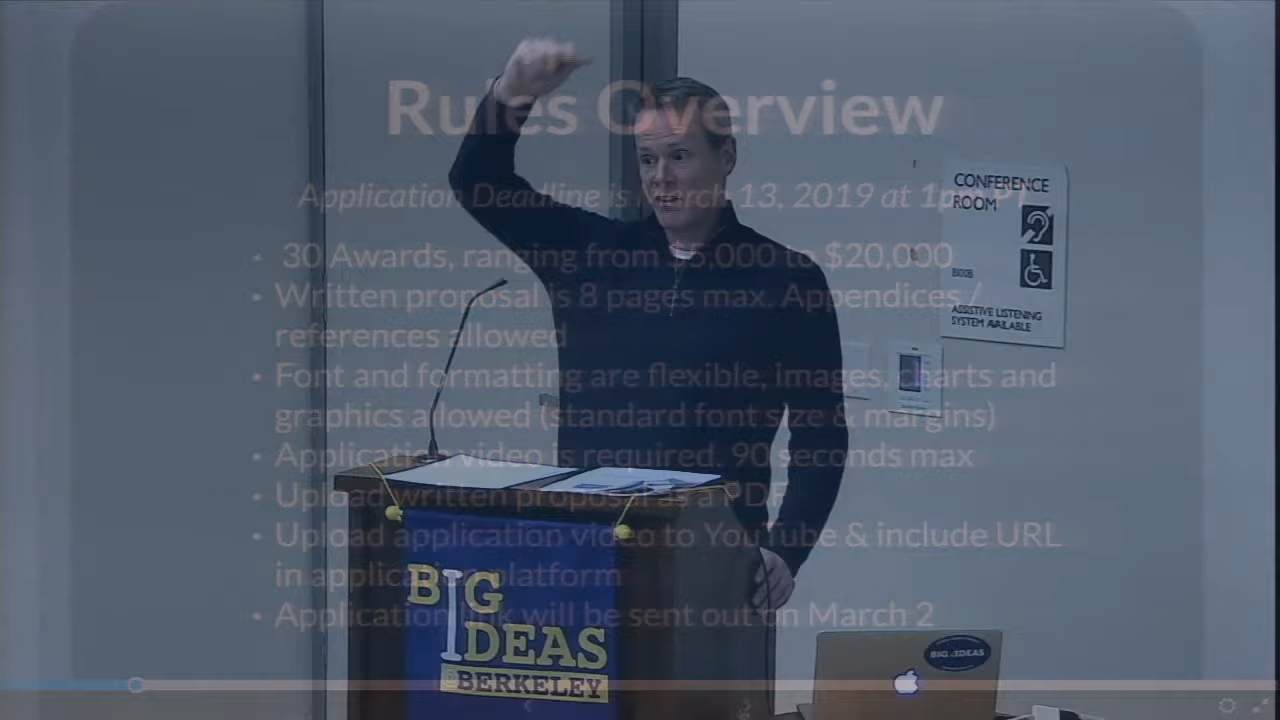 Rules Overview
Application Deadline is March 13, 2019 at 1pm
30 Awards, ranging from to $20,000
Written proposal is 8 pages max. Appendices /
references allowed
Font and formatting are flexible, images, charts and
graphics allowed (standard font size & margins)
Application video is required, 90 seconds max
Upload written proposal as a PDF
Upload application video to YouTube & include URL
in application platform
Application link will be sent out on March 2
CONFERENCE
ROOM
ASSISTIVE LISTENING
SYSTEM AVAILABLE
BIG
IDEAS
BERKELEY
BIG IDEAS